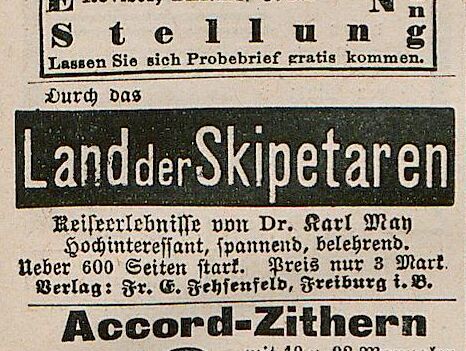 Stellung
Lassen Sie sich Probebrief gratis kommen.
Durch das
Land der Skipetaren
Reiseerlebnisse von Dr. Karl May
Hochinteressant, spannend, belehrend.
Ueber 600 Seiten stark. Preis nur 3 Mark.
Verlag: Fr. E. Fehsenfeld, Freiburg i. B.
Accord-Zithern